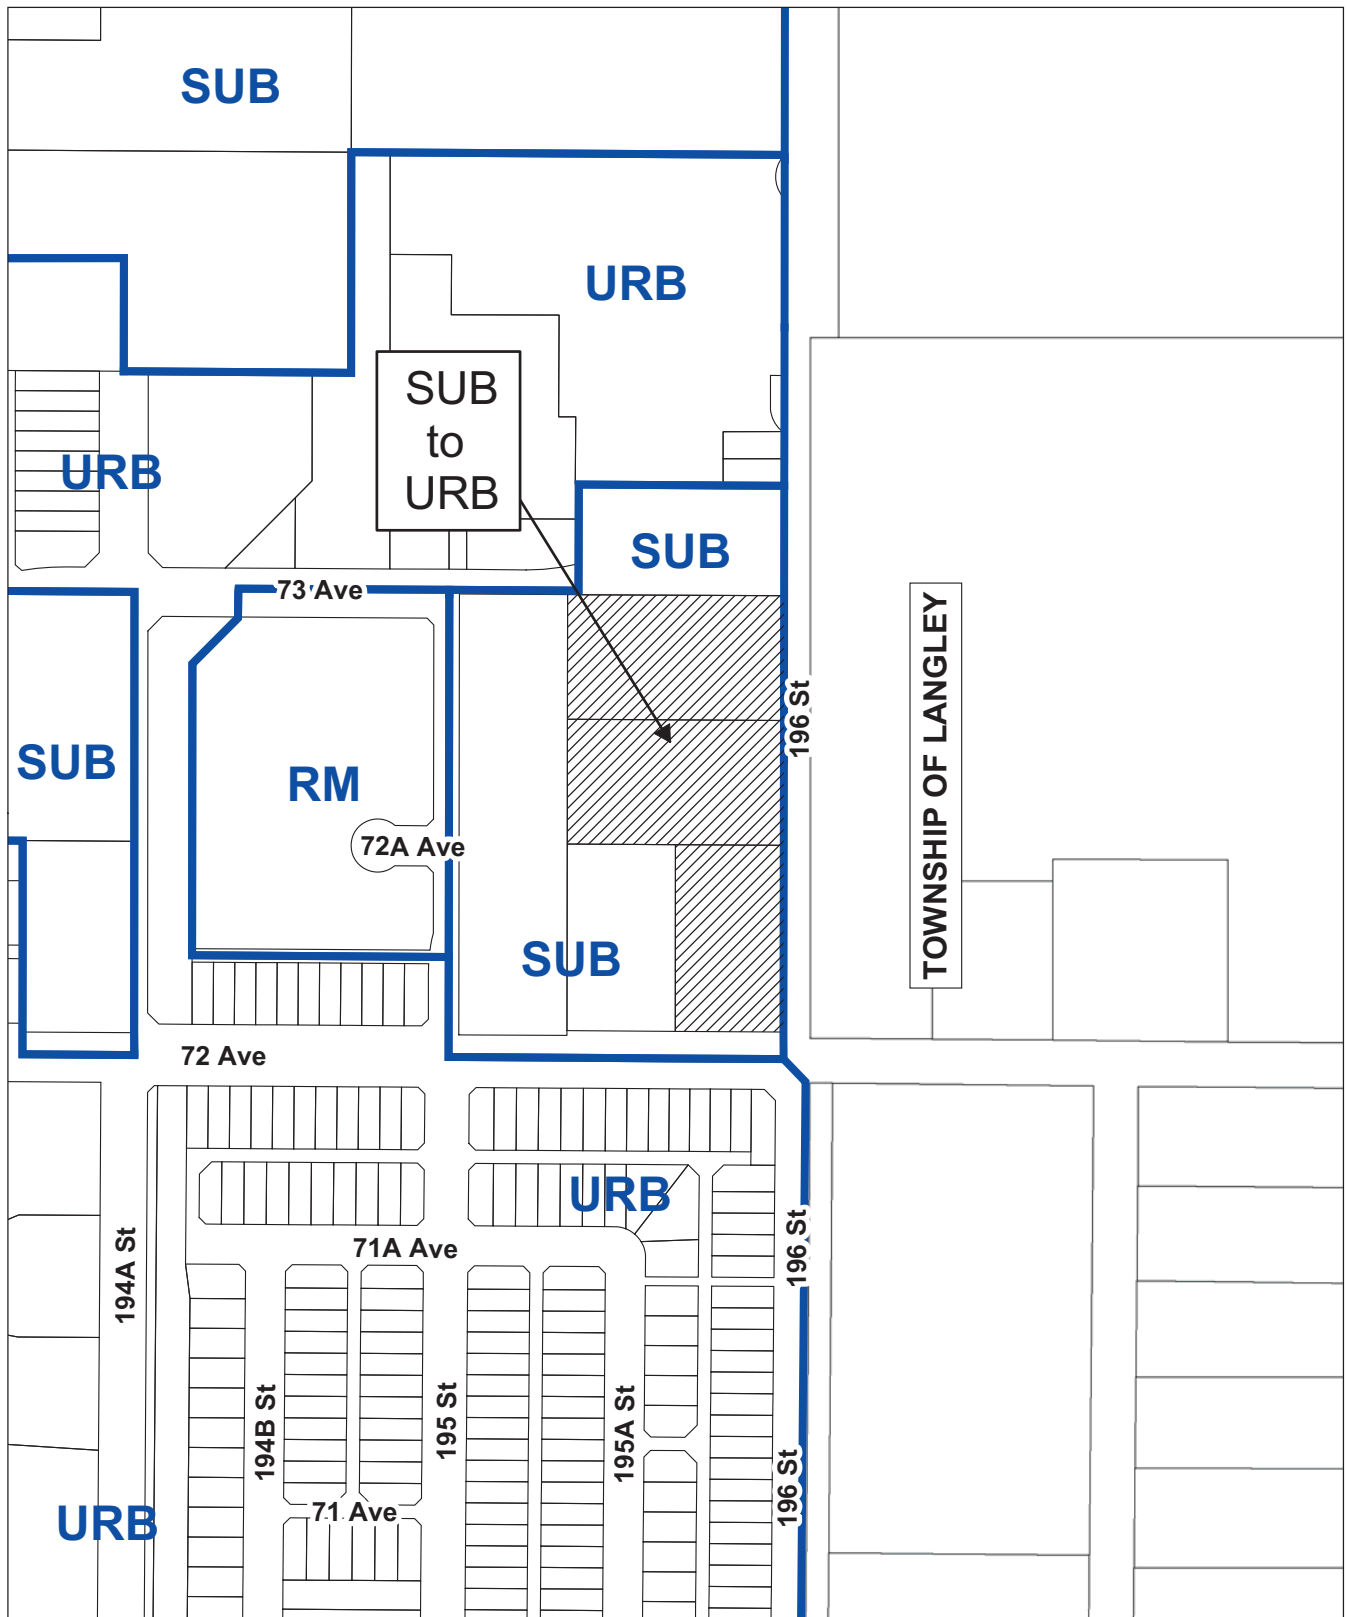 SUB
URB
SUB
to
URB
URB
SUB
73 Ave
TOWNSHIP OF LANGLEY
196 St
SUB
RM
72A Ave
SUB
72 Ave
URB
71A Ave
196 St
194A St
194B St
195 St
195A St
196 St
71 Ave
URB